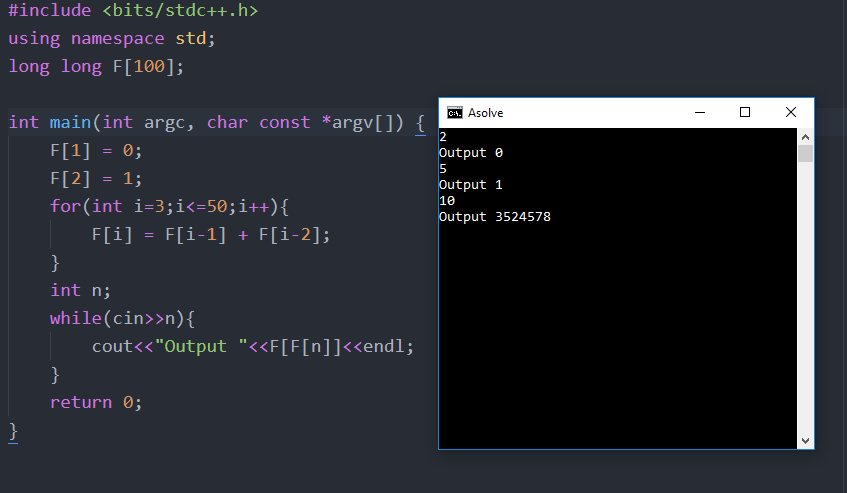 #include <bits/stdc++.h>
using namespace std;
long long F[100];
int main(int argc, char const *argv[]) {
F[1] = 0;
F[2] = 1;
for(int i=3;i<=50;i++){
F[i] = F[i-1] + F[i-2];
}
int n;
while(cin>>n){
cout<<"Output "<<F[F[n]]<<endl;
}
return 0;
}
C:\. Asolve
2
Output 0
5
Output 1
10
Output 3524578